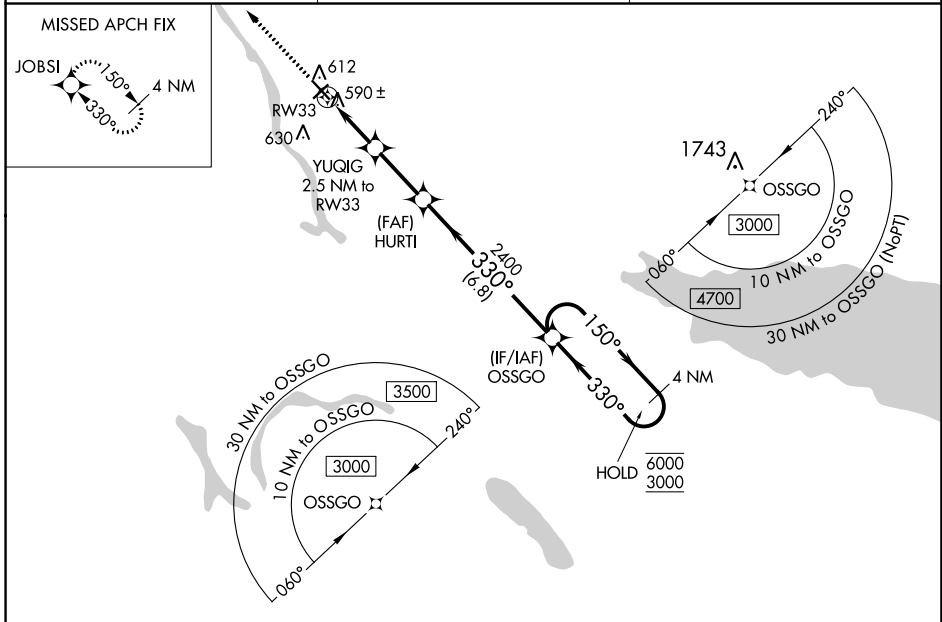 MISSED APCH FIX
JOBSI
150°
4 NM
330°
612
590 ±
RW33
630
YUQIG
2.5 NM to
RW33
(FAF)
HURTI
2400
330°
(6.8)
(IF/IAF)
OSSGO
150°
330°
4 NM
HOLD
6000
3000
240°
1743
OSSGO
3000
060°
10 NM to OSSGO
4700
30 NM to OSSGO (NoPT)
30 NM to OSSGO
3500
10 NM to OSSGO
240°
3000
OSSGO
060°